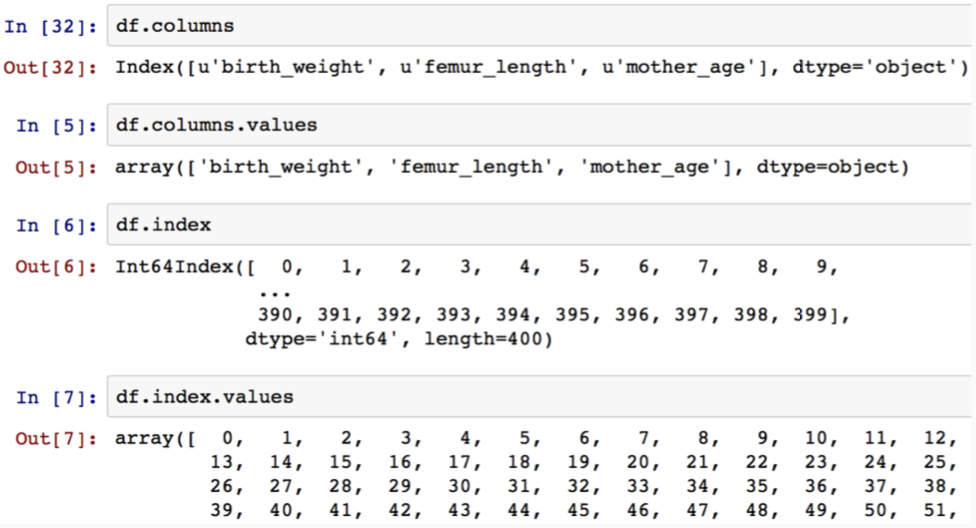 In [32]: df.columns
Out[32]: Index([u'birth_weight', u'femur_length', u'mother_age'], dtype='object')
In [5]: df.columns.values
Out[5]: array(['birth_weight', 'femur_length', 'mother_age'], dtype=object)
In [6]: df.index
Out[6]: Int64Index([ 0, 1, 2, 3, 4, 5, 6, 7, 8, 9,
...
390, 391, 392, 393, 394, 395, 396, 397, 398, 399],
dtype='int64', length=400)
In [7]: df.index.values
Out[7]: array([ 0, 1, 2, 3, 4, 5, 6, 7, 8, 9, 10, 11, 12,
13, 14, 15, 16, 17, 18, 19, 20, 21, 22, 23, 24, 25,
26, 27, 28, 29, 30, 31, 32, 33, 34, 35, 36, 37, 38,
39, 40, 41, 42, 43, 44, 45, 46, 47, 48, 49, 50, 51,